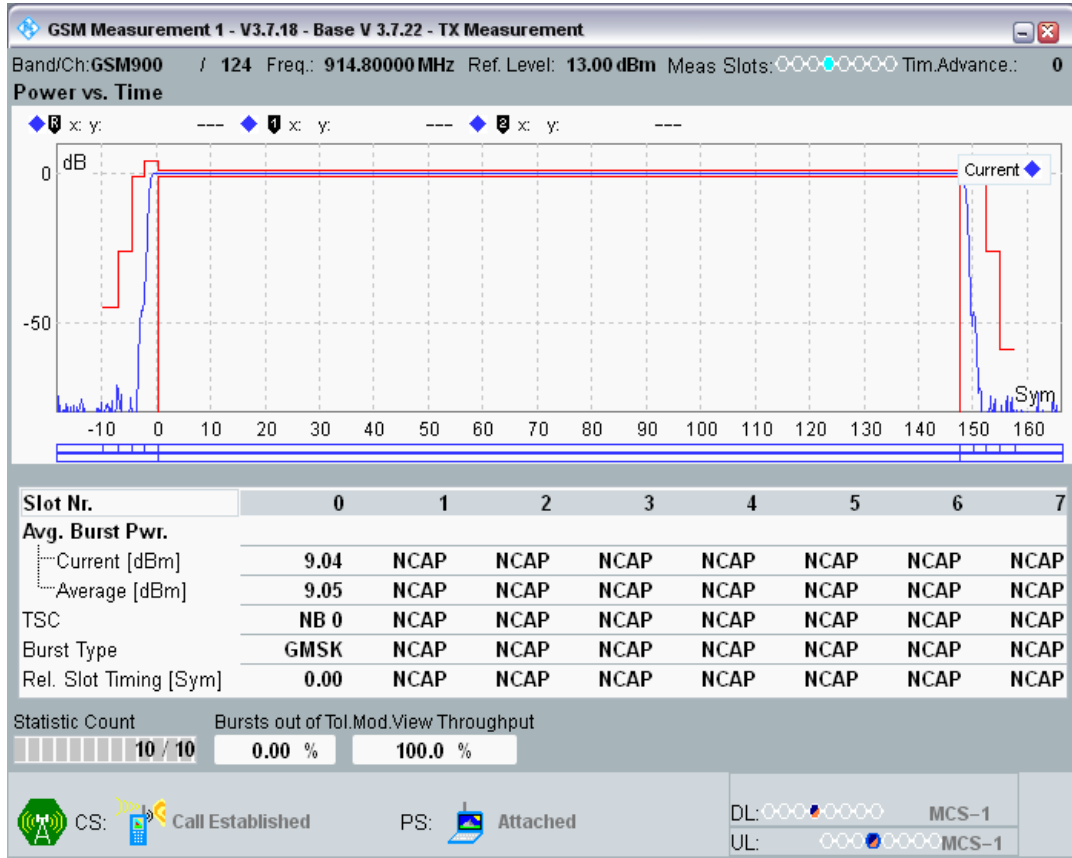 GSM Measurement 1 - V3.7.18 - Base V 3.7.22 - TX Measurement
Band/Ch:GSM900 / 124 Freq.: 914.80000 MHz Ref. Level: 13.00 dBm Meas Slots: Tim.Advance.: 0
Power vs. Time
R x: y: --- 1 x: y: --- 2 x: y: ---
dB
Current
0
-50
Sym
-10 0 10 20 30 40 50 60 70 80 90 100 110 120 130 140 150 160
Slot Nr. 0 1 2 3 4 5 6 7
Avg. Burst Pwr.
Current [dBm] 9.04 NCAP NCAP NCAP NCAP NCAP NCAP NCAP
Average [dBm] 9.05 NCAP NCAP NCAP NCAP NCAP NCAP NCAP
TSC NB 0 NCAP NCAP NCAP NCAP NCAP NCAP NCAP
Burst Type GMSK NCAP NCAP NCAP NCAP NCAP NCAP NCAP
Rel. Slot Timing [Sym] 0.00 NCAP NCAP NCAP NCAP NCAP NCAP NCAP
Statistic Count Bursts out of Tol. Mod.View Throughput
10 / 10 0.00 % 100.0 %
CS: Call Established PS: Attached
DL: MCS-1
UL: MCS-1